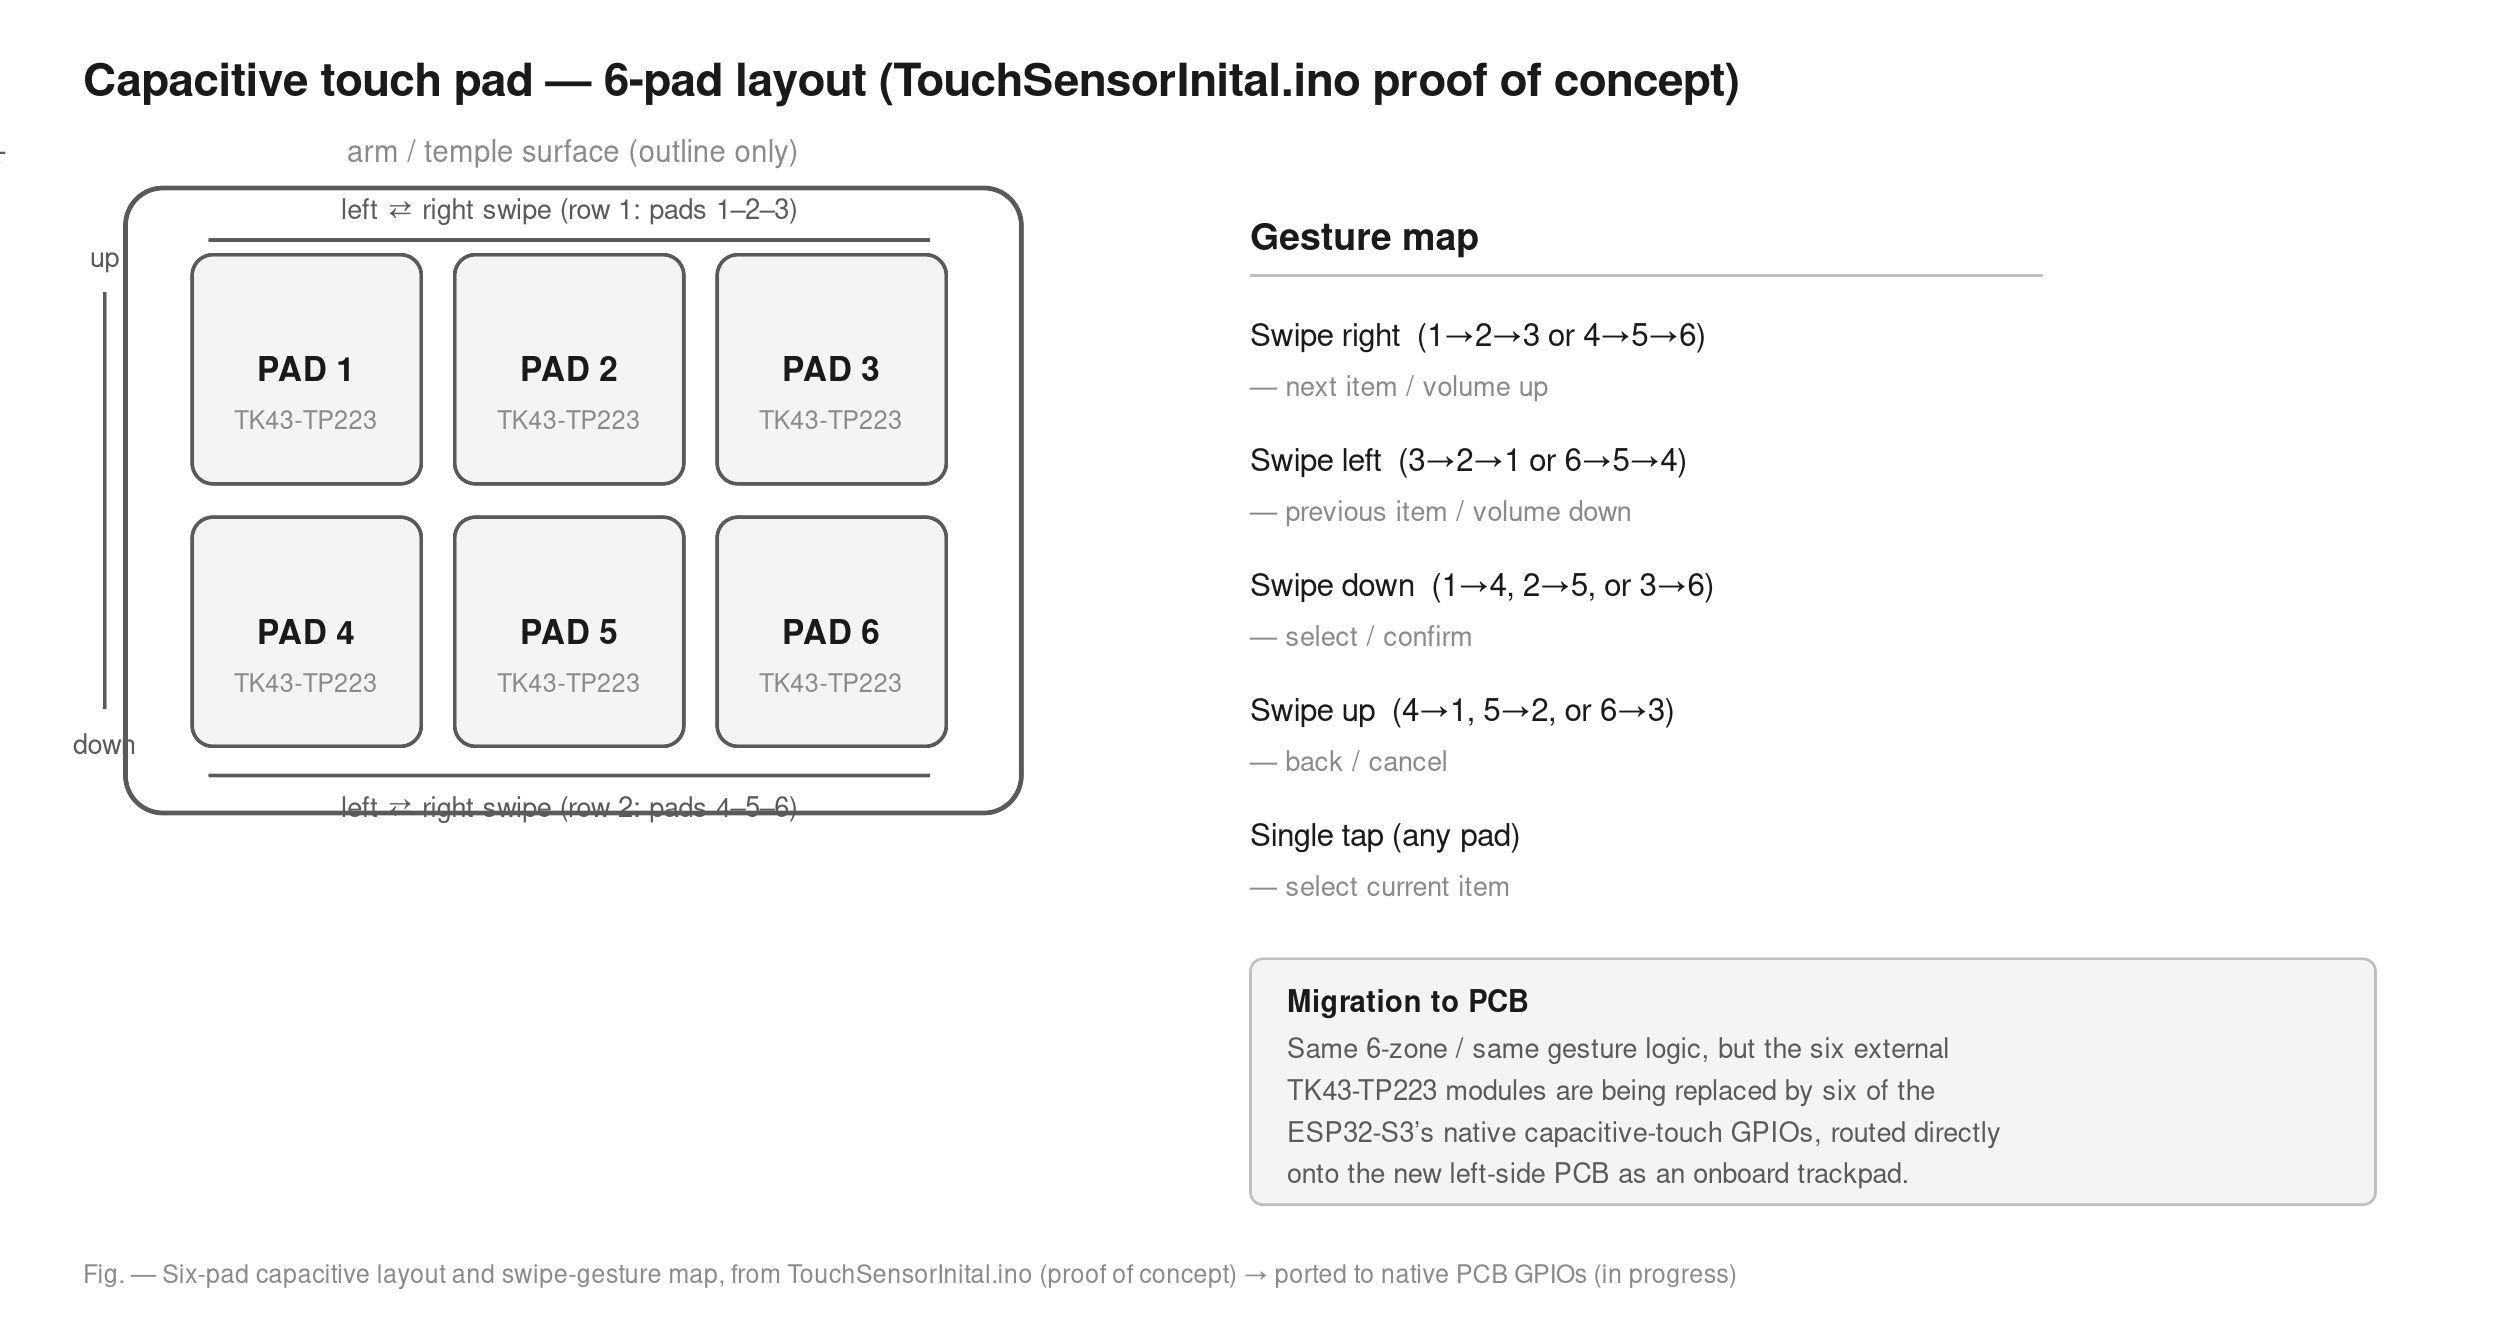 Capacitive touch pad — 6-pad layout (TouchSensorInital.ino proof of concept)
arm / temple surface (outline only)
left ⇄ right swipe (row 1: pads 1–2–3)
up
PAD 1
TK43-TP223
PAD 2
TK43-TP223
PAD 3
TK43-TP223
PAD 4
TK43-TP223
PAD 5
TK43-TP223
PAD 6
TK43-TP223
down
left ⇄ right swipe (row 2: pads 4–5–6)
Gesture map
Swipe right (1→2→3 or 4→5→6)
— next item / volume up
Swipe left (3→2→1 or 6→5→4)
— previous item / volume down
Swipe down (1→4, 2→5, or 3→6)
— select / confirm
Swipe up (4→1, 5→2, or 6→3)
— back / cancel
Single tap (any pad)
— select current item
Migration to PCB
Same 6-zone / same gesture logic, but the six external
TK43-TP223 modules are being replaced by six of the
ESP32-S3’s native capacitive-touch GPIOs, routed directly
onto the new left-side PCB as an onboard trackpad.
Fig. — Six-pad capacitive layout and swipe-gesture map, from TouchSensorInital.ino (proof of concept) → ported to native PCB GPIOs (in progress)